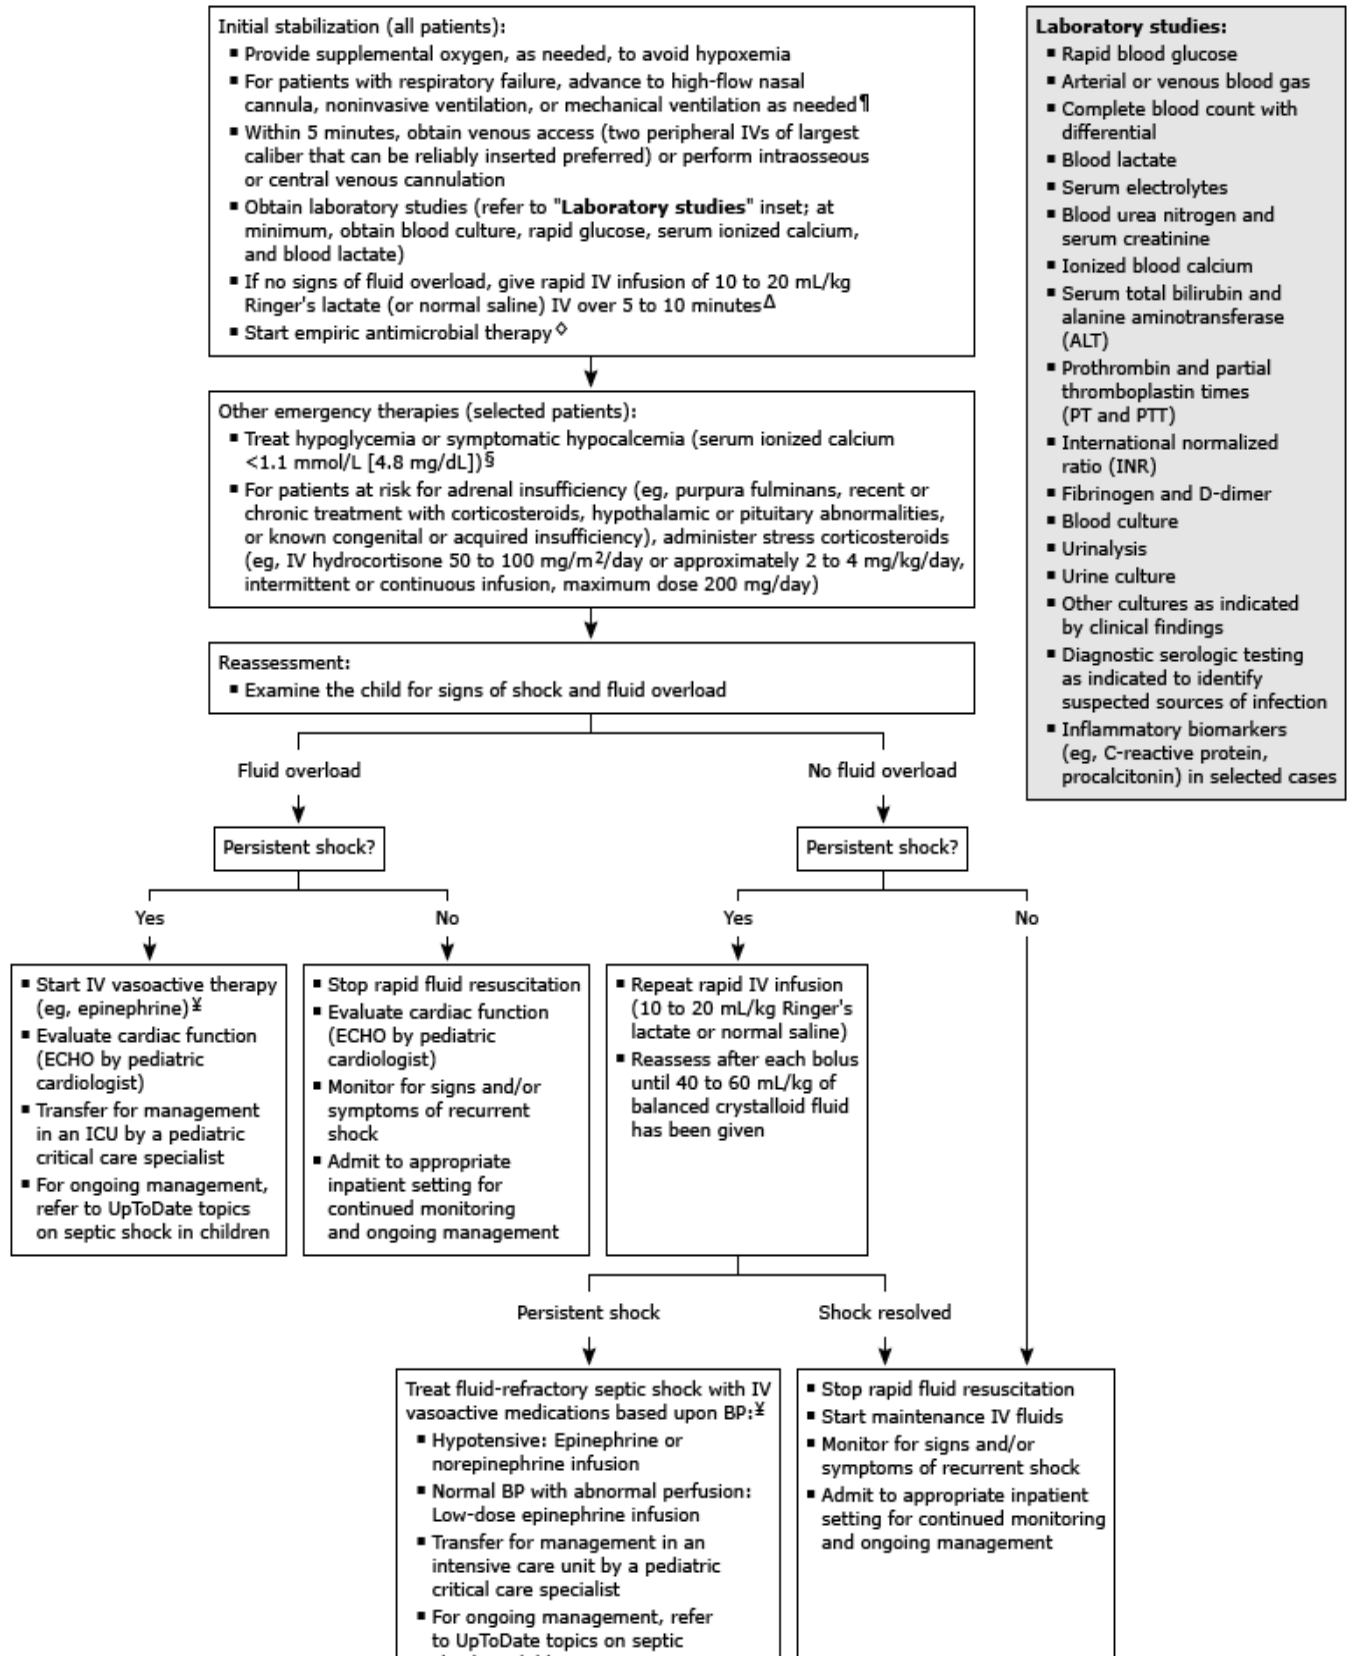 Initial stabilization (all patients):
▪ Provide supplemental oxygen, as needed, to avoid hypoxemia
▪ For patients with respiratory failure, advance to high-flow nasal
cannula, noninvasive ventilation, or mechanical ventilation as needed¶
▪ Within 5 minutes, obtain venous access (two peripheral IVs of largest
caliber that can be reliably inserted preferred) or perform intraosseous
or central venous cannulation
▪ Obtain laboratory studies (refer to "Laboratory studies" inset; at
minimum, obtain blood culture, rapid glucose, serum ionized calcium,
and blood lactate)
▪ If no signs of fluid overload, give rapid IV infusion of 10 to 20 mL/kg
Ringer's lactate (or normal saline) IV over 5 to 10 minutesΔ
▪ Start empiric antimicrobial therapy◇
Laboratory studies:
▪ Rapid blood glucose
▪ Arterial or venous blood gas
▪ Complete blood count with
differential
▪ Blood lactate
▪ Serum electrolytes
▪ Blood urea nitrogen and
serum creatinine
▪ Ionized blood calcium
▪ Serum total bilirubin and
alanine aminotransferase
(ALT)
▪ Prothrombin and partial
thromboplastin times
(PT and PTT)
▪ International normalized
ratio (INR)
▪ Fibrinogen and D-dimer
▪ Blood culture
▪ Urinalysis
▪ Urine culture
▪ Other cultures as indicated
by clinical findings
▪ Diagnostic serologic testing
as indicated to identify
suspected sources of infection
▪ Inflammatory biomarkers
(eg, C-reactive protein,
procalcitonin) in selected cases
Other emergency therapies (selected patients):
▪ Treat hypoglycemia or symptomatic hypocalcemia (serum ionized calcium
<1.1 mmol/L [4.8 mg/dL])§
▪ For patients at risk for adrenal insufficiency (eg, purpura fulminans, recent or
chronic treatment with corticosteroids, hypothalamic or pituitary abnormalities,
or known congenital or acquired insufficiency), administer stress corticosteroids
(eg, IV hydrocortisone 50 to 100 mg/m2/day or approximately 2 to 4 mg/kg/day,
intermittent or continuous infusion, maximum dose 200 mg/day)
Reassessment:
▪ Examine the child for signs of shock and fluid overload
Fluid overload
No fluid overload
Persistent shock?
Persistent shock?
Yes
No
Yes
No
▪ Start IV vasoactive therapy
(eg, epinephrine)¥
▪ Evaluate cardiac function
(ECHO by pediatric
cardiologist)
▪ Transfer for management
in an ICU by a pediatric
critical care specialist
▪ For ongoing management,
refer to UpToDate topics
on septic shock in children
▪ Stop rapid fluid resuscitation
▪ Evaluate cardiac function
(ECHO by pediatric
cardiologist)
▪ Monitor for signs and/or
symptoms of recurrent
shock
▪ Admit to appropriate
inpatient setting for
continued monitoring
and ongoing management
▪ Repeat rapid IV infusion
(10 to 20 mL/kg Ringer's
lactate or normal saline)
▪ Reassess after each bolus
until 40 to 60 mL/kg of
balanced crystalloid fluid
has been given
Persistent shock
Shock resolved
Treat fluid-refractory septic shock with IV
vasoactive medications based upon BP:¥
▪ Hypotensive: Epinephrine or
norepinephrine infusion
▪ Normal BP with abnormal perfusion:
Low-dose epinephrine infusion
▪ Transfer for management in an
intensive care unit by a pediatric
critical care specialist
▪ For ongoing management, refer
to UpToDate topics on septic
▪ Stop rapid fluid resuscitation
▪ Start maintenance IV fluids
▪ Monitor for signs and/or
symptoms of recurrent shock
▪ Admit to appropriate inpatient
setting for continued monitoring
and ongoing management